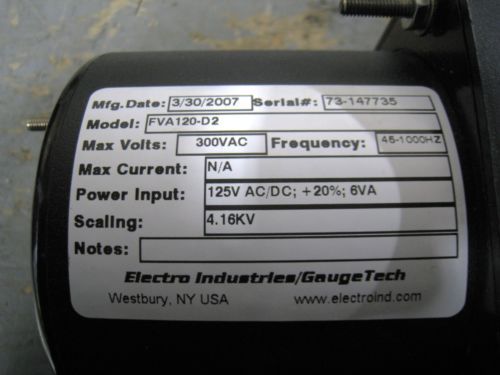 Mfg.Date: 3/30/2007 Serial#: 73-147735
Model: FVA120-D2
Max Volts: 300VAC Frequency: 45-1000HZ
Max Current: N/A
Power Input: 125V AC/DC; +20%; 6VA
Scaling: 4.16KV
Notes:
Electro Industries/GaugeTech
Westbury, NY USA www.electroind.com